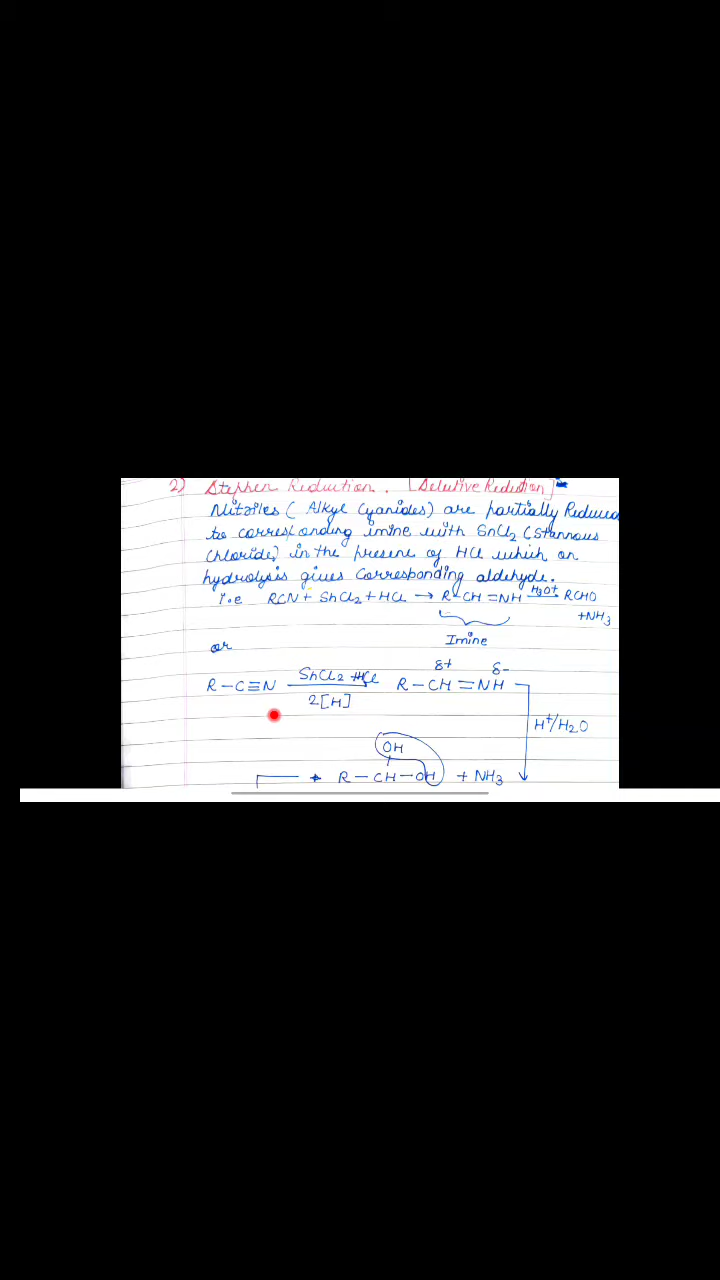 2) Stephen Reduction. [Selective Reduction]
Nitriles (Alkyl Cyanides) are partially Reduced
to corresponding imine with SnCl2 (Stannous
Chloride) in the present of HCl which on
hydrolysis gives corresponding aldehyde.
i.e RCN + SnCl2 + HCl → R-CH=NH H3O+ RCHO
+NH3
Imine
or
δ+ δ-
R-C≡N SnCl2 + HCl R-CH=NH
2[H]
H+/H2O
OH
R-CH-OH + NH3